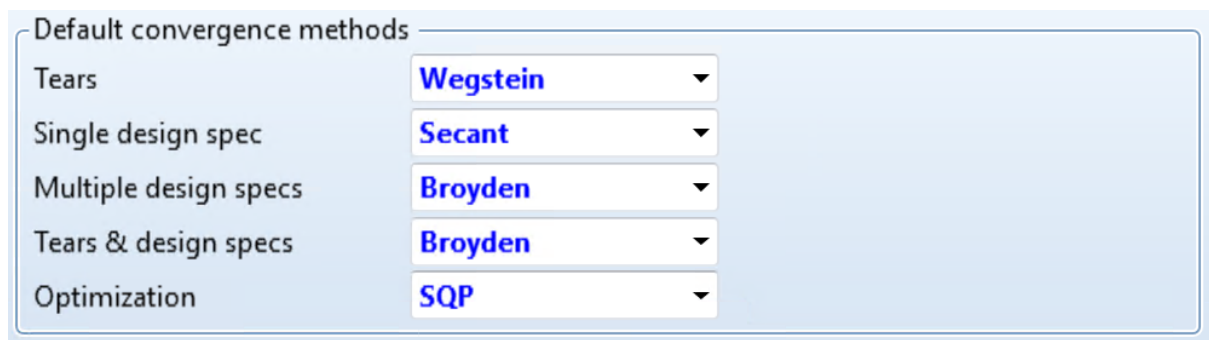 Default convergence methods
Tears Wegstein
Single design spec Secant
Multiple design specs Broyden
Tears & design specs Broyden
Optimization SQP